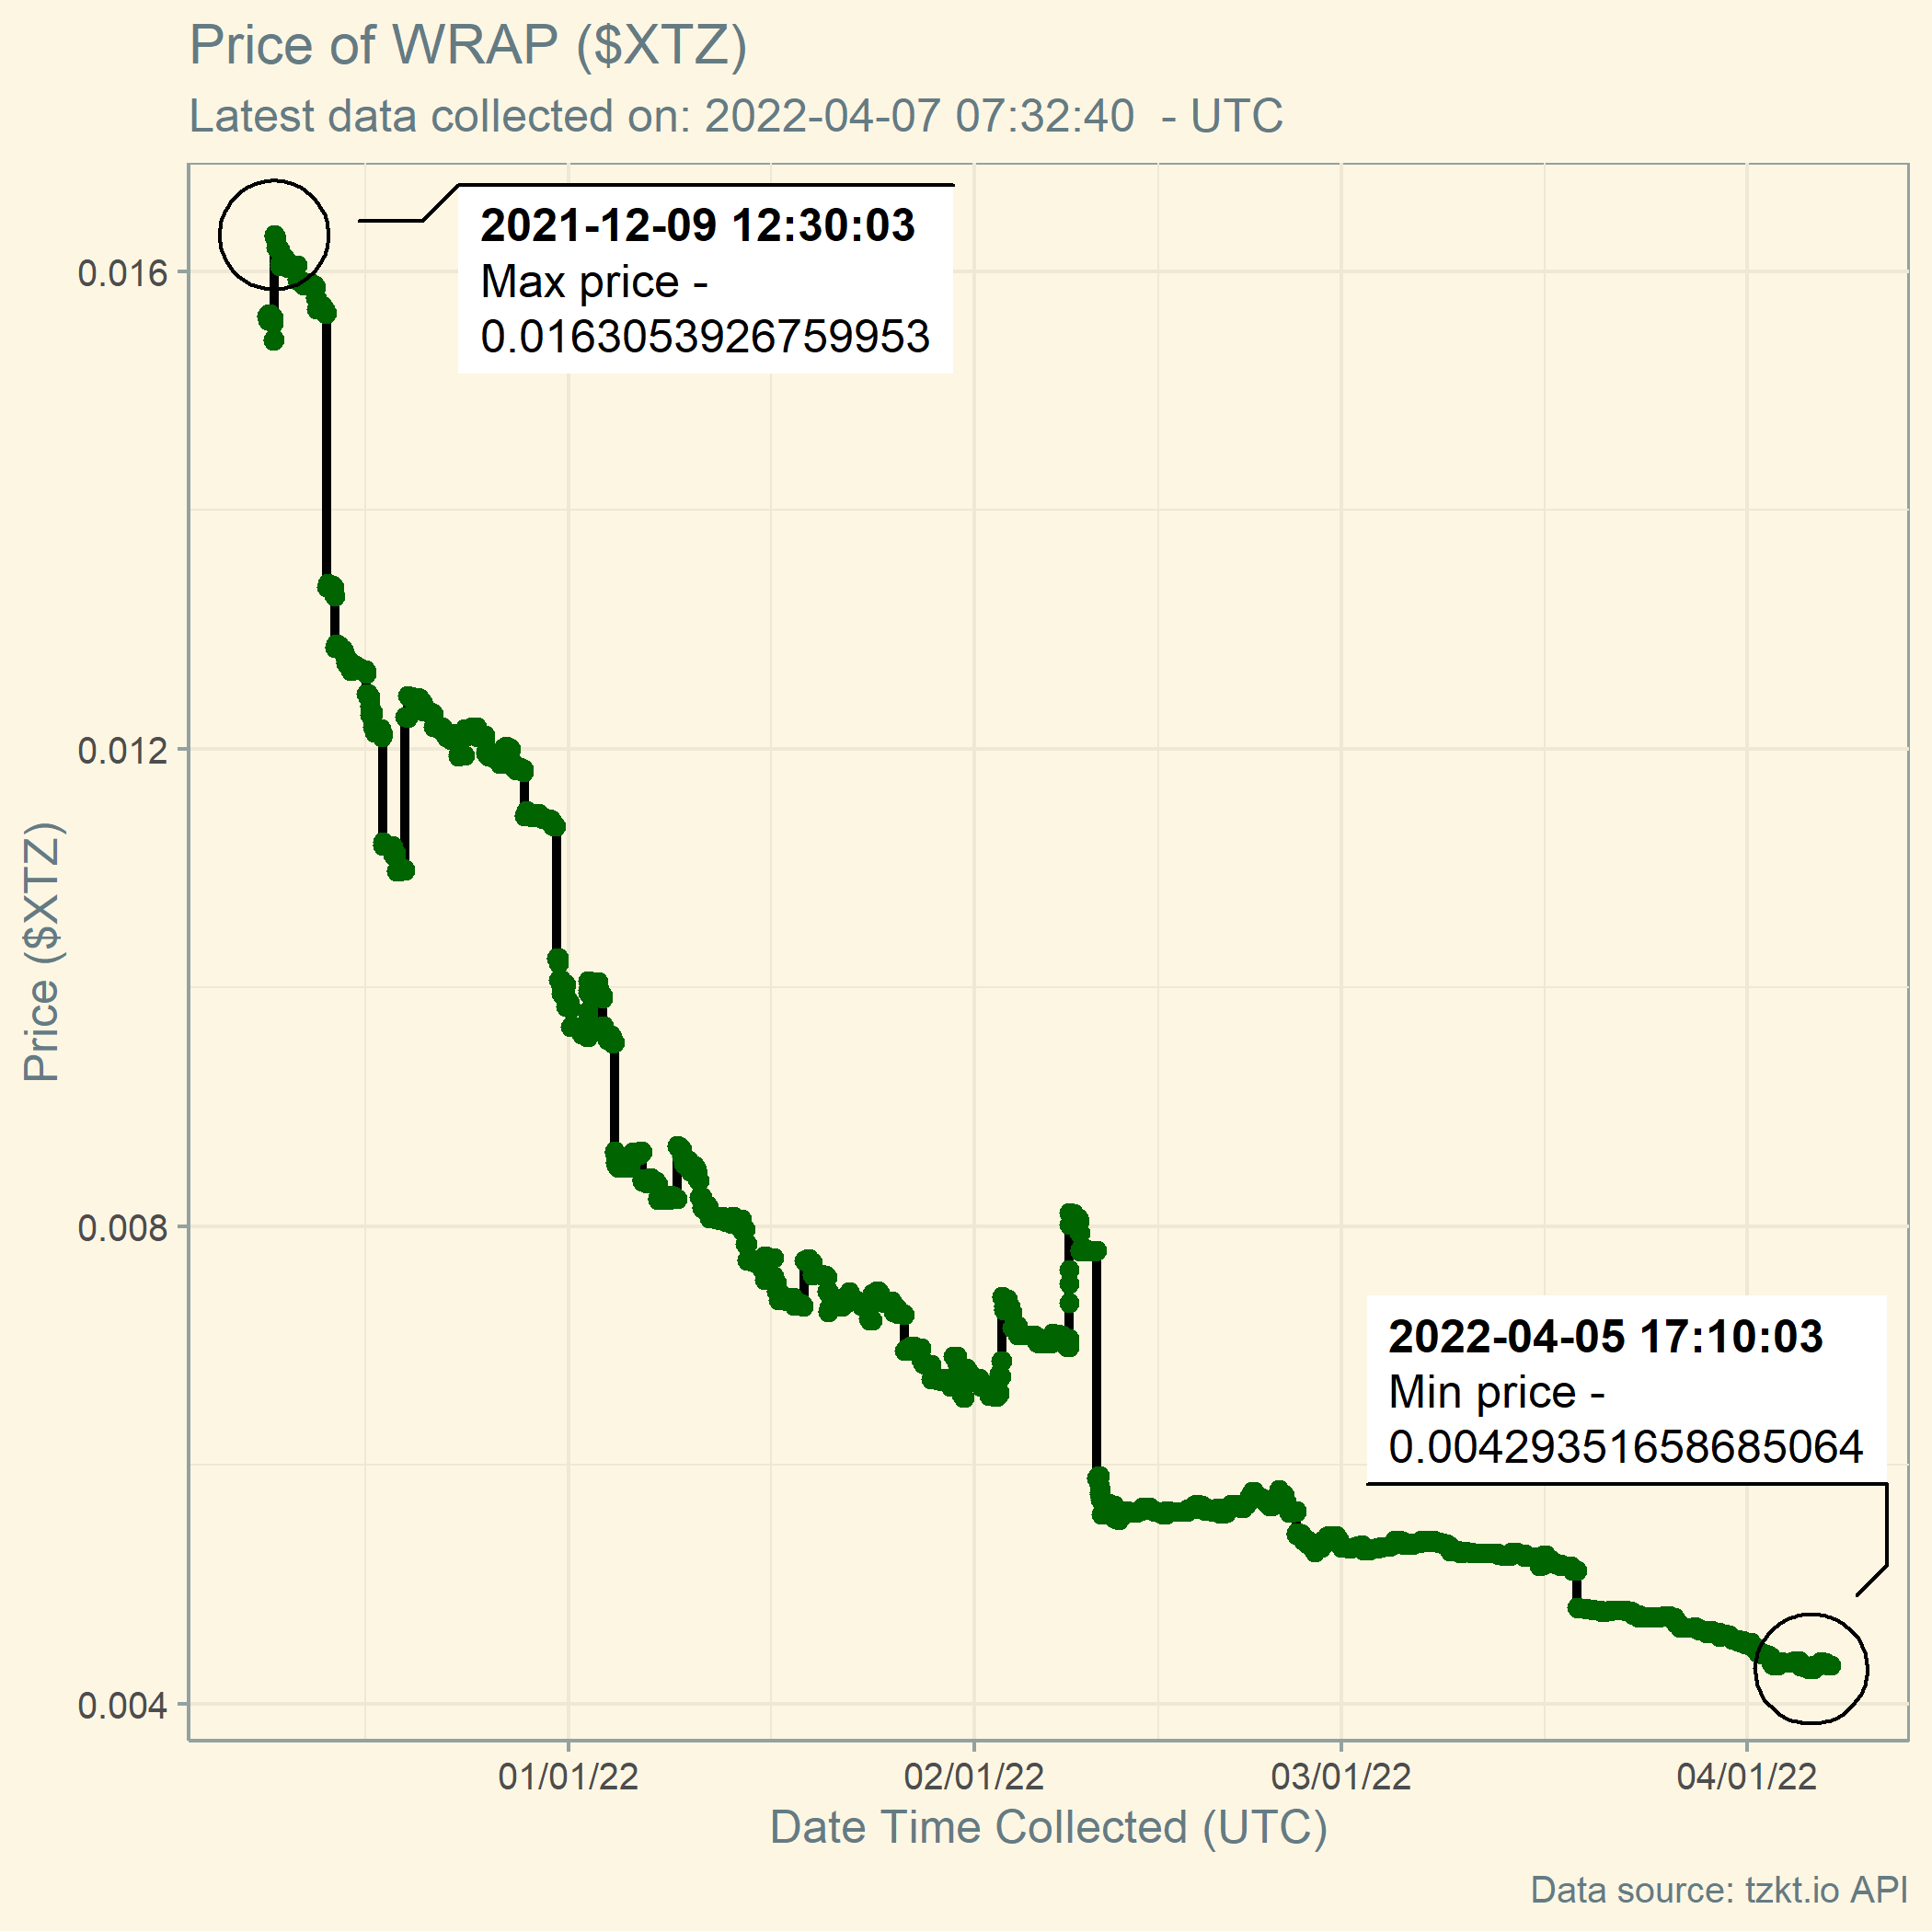 Price of WRAP ($XTZ)
Latest data collected on: 2022-04-07 07:32:40  - UTC
2021-12-09 12:30:03
Max price -
0.0163053926759953
0.016
0.012
Price ($XTZ)
0.008
2022-04-05 17:10:03
Min price -
0.00429351658685064
0.004
01/01/22
02/01/22
03/01/22
04/01/22
Date Time Collected (UTC)
Data source: tzkt.io API